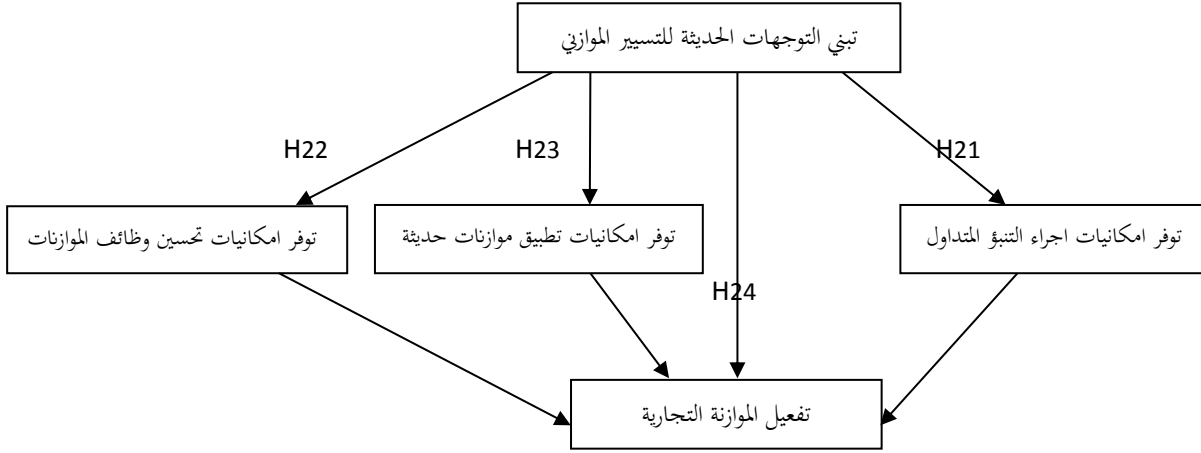 تبني التوجهات الحديثة للتسيير الموازني
H21
H23
H22
توفر امكانيات اجراء التنبؤ المتداول
توفر امكانيات تطبيق موازنات حديثة
توفر امكانيات تحسين وظائف الموازنات
H24
تفعيل الموازنة التجارية